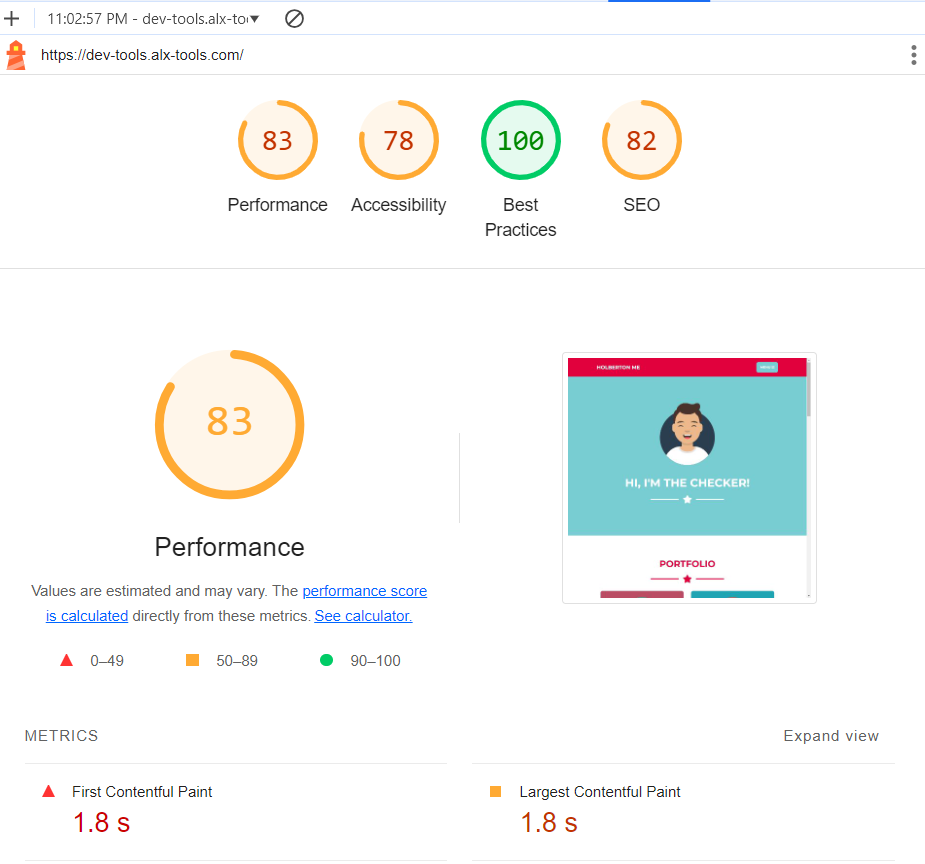 11:02:57 PM - dev-tools.alx-to
https://dev-tools.alx-tools.com/
83
78
100
82
Performance
Accessibility
Best
Practices
SEO
83
Performance
Values are estimated and may vary. The performance score
is calculated directly from these metrics. See calculator.
0–49
50–89
90–100
HOLBERTON ME
HI, I'M THE CHECKER!
PORTFOLIO
METRICS
Expand view
First Contentful Paint
1.8 s
Largest Contentful Paint
1.8 s